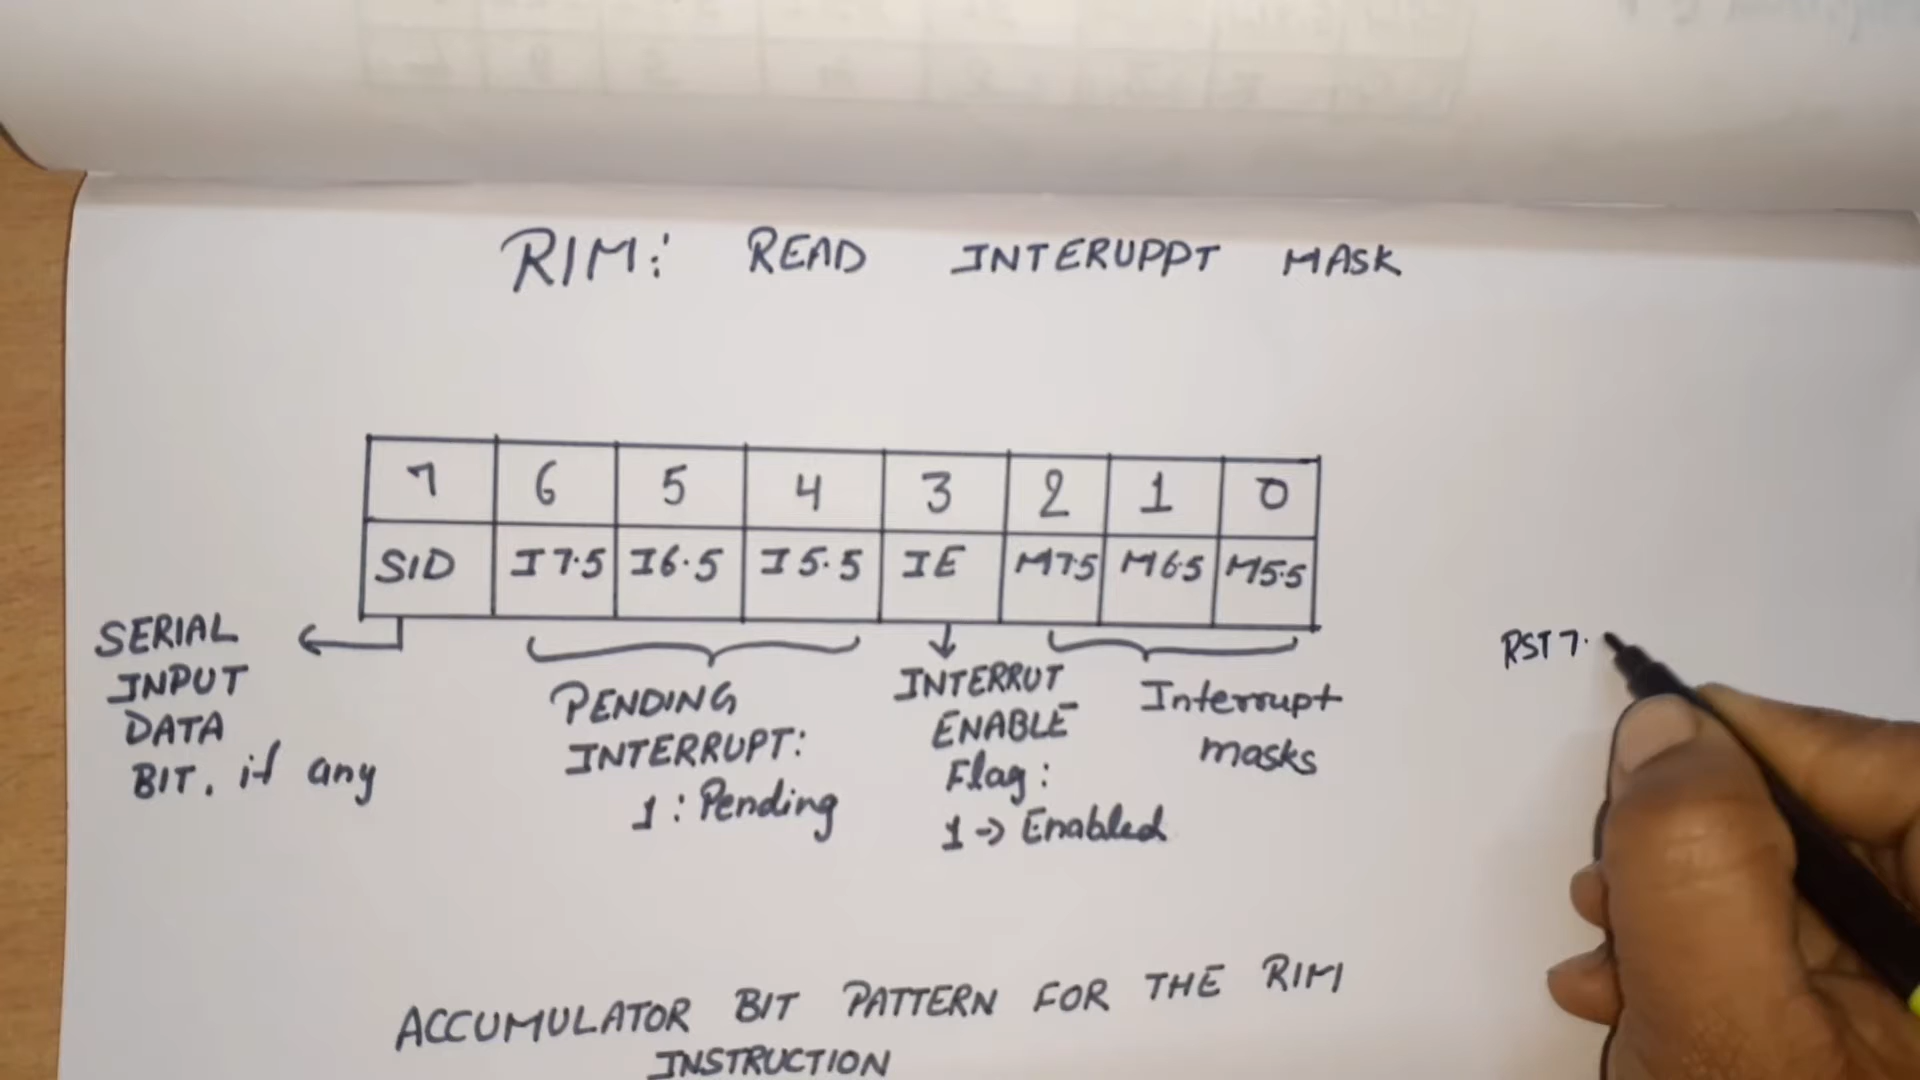 RIM: READ INTERUPPT MASK
7 6 5 4 3 2 1 0
SID I7.5 I6.5 I5.5 IE M7.5 M6.5 M5.5
SERIAL
INPUT
DATA
BIT. if any
PENDING
INTERRUPT:
1 : Pending
INTERRUT
ENABLE
Flag:
1 -> Enabled
Interrupt
masks
RST 7.
ACCUMULATOR BIT PATTERN FOR THE RIM
INSTRUCTION